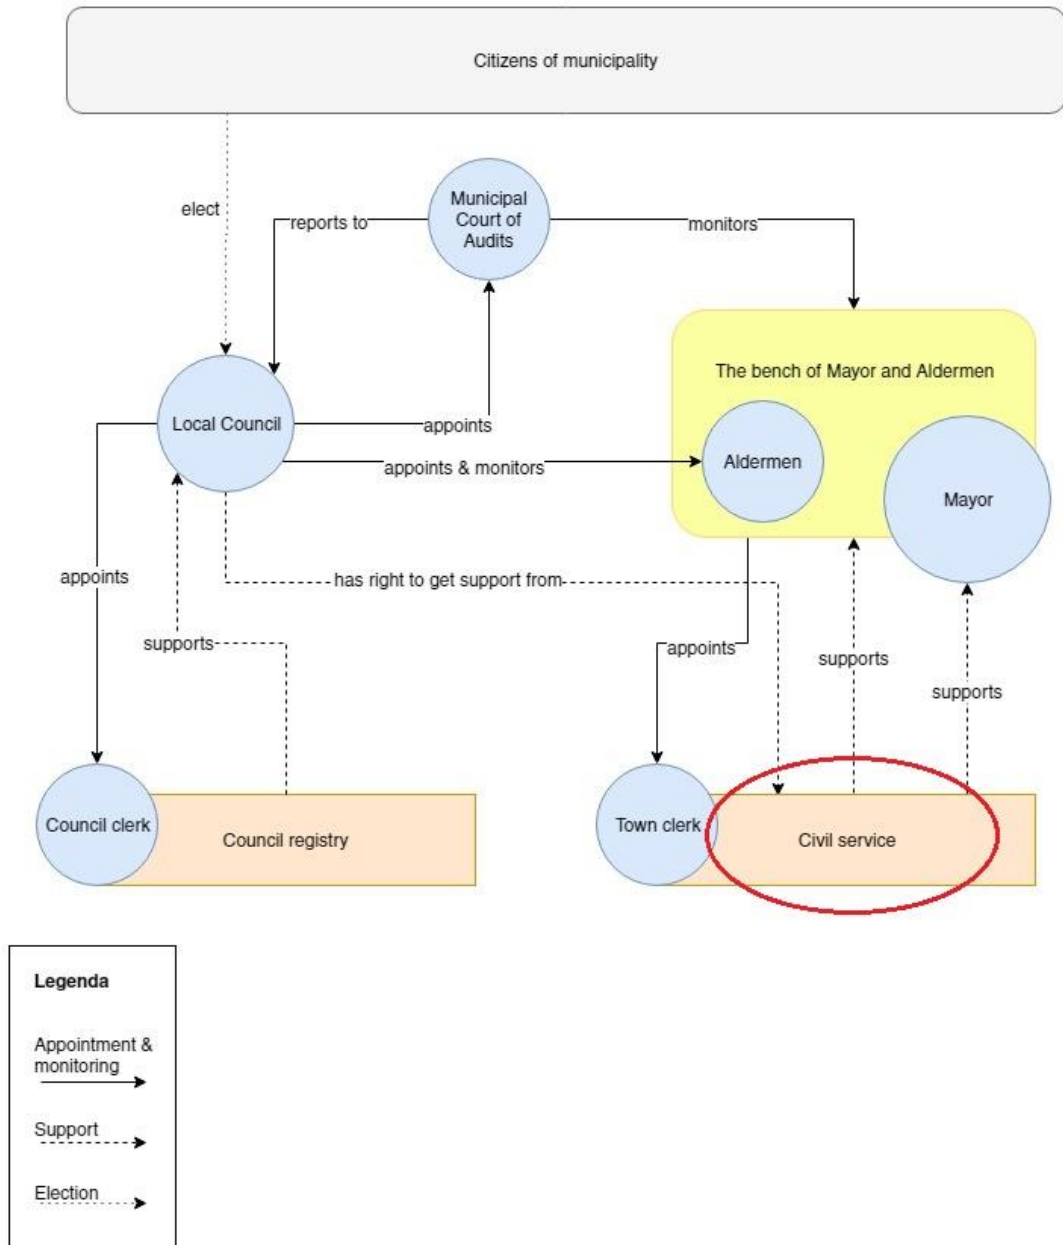 Citizens of municipality
elect
Municipal
Court of
Audits
reports to
monitors
The bench of Mayor and Aldermen
Local Council
appoints
appoints & monitors
Aldermen
Mayor
appoints
has right to get support from
supports
appoints
supports
supports
Council clerk
Council registry
Town clerk
Civil service
Legenda
Appointment &
monitoring
Support
Election